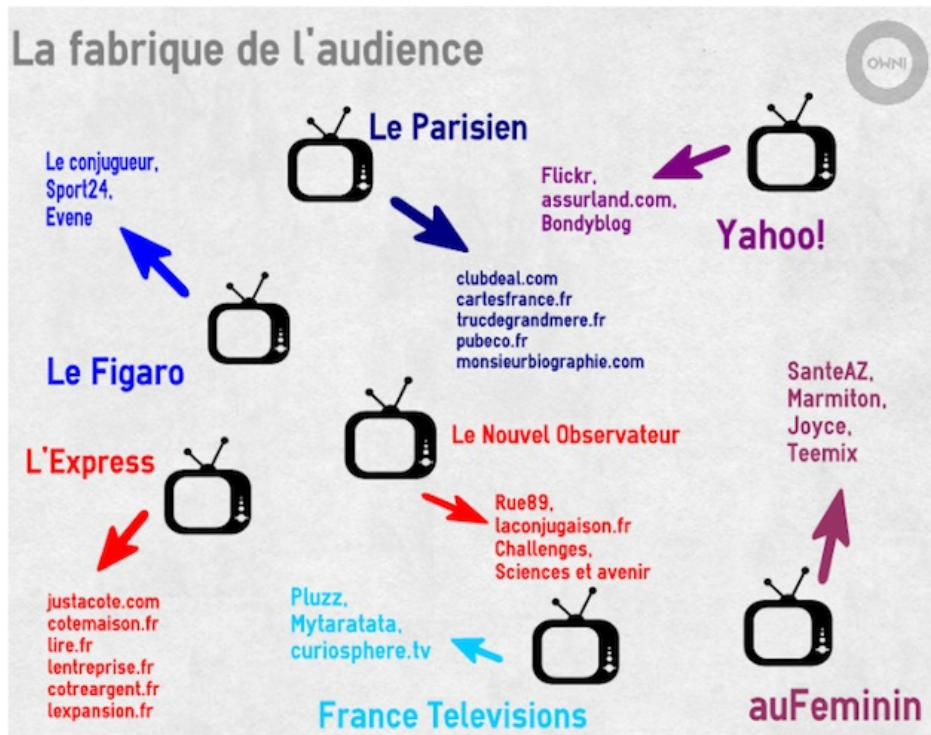 La fabrique de l'audience
OWNI
Le Parisien
Le conjugueur,
Sport24,
Evene
Flickr,
assurland.com,
Bondyblog
Yahoo!
clubdeal.com
cartesfrance.fr
trucdegrandmere.fr
pubeco.fr
monsieurbiographie.com
Le Figaro
SanteAZ,
Marmiton,
Joyce,
Teemix
Le Nouvel Observateur
L'Express
Rue89,
laconjugaison.fr
Challenges,
Sciences et avenir
justacote.com
cotemaison.fr
lire.fr
lentreprise.fr
cotreargent.fr
lexpansion.fr
Pluzz,
Mytaratata,
curiosphere.tv
France Televisions
auFeminin